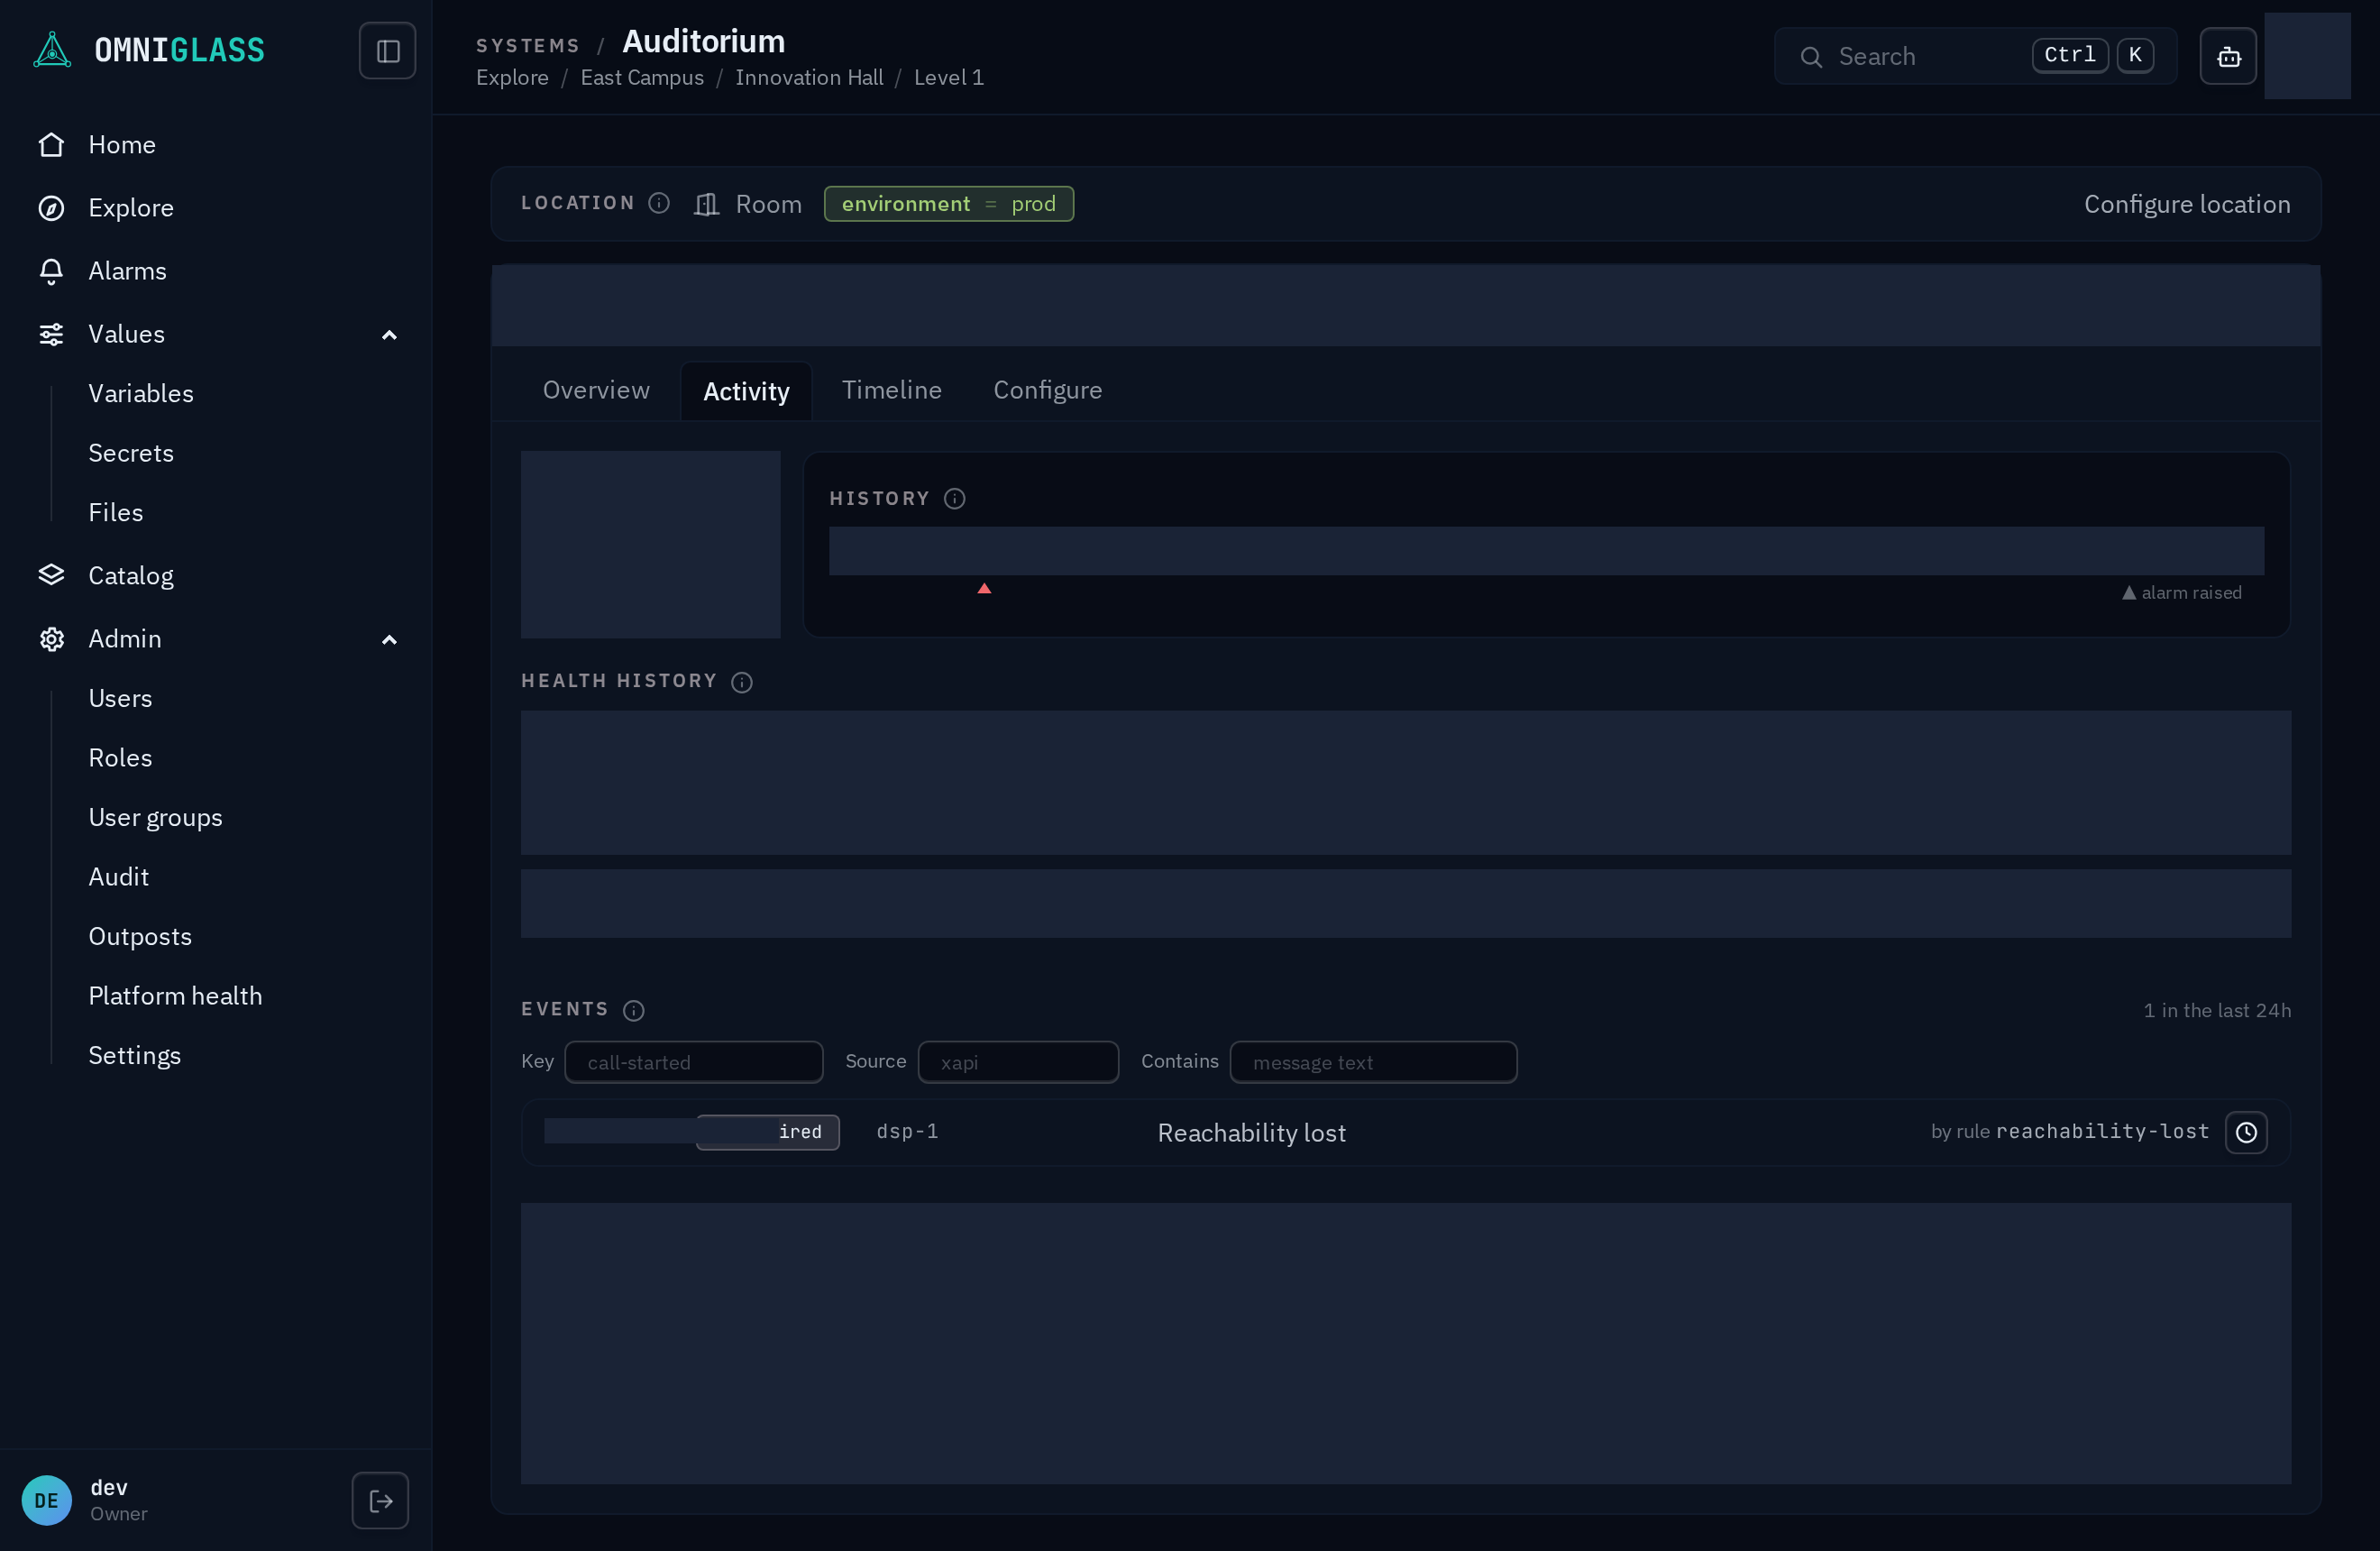 OMNIGLASS
Home
Explore
Alarms
Values
Variables
Secrets
Files
Catalog
Admin
Users
Roles
User groups
Audit
Outposts
Platform health
Settings
DE
dev
Owner
SYSTEMS / Auditorium
Explore / East Campus / Innovation Hall / Level 1
Search Ctrl K
LOCATION Room environment = prod Configure location
Overview Activity Timeline Configure
HISTORY
alarm raised
HEALTH HISTORY
EVENTS 1 in the last 24h
Key call-started Source xapi Contains message text
dsp-1 Reachability lost by rule reachability-lost